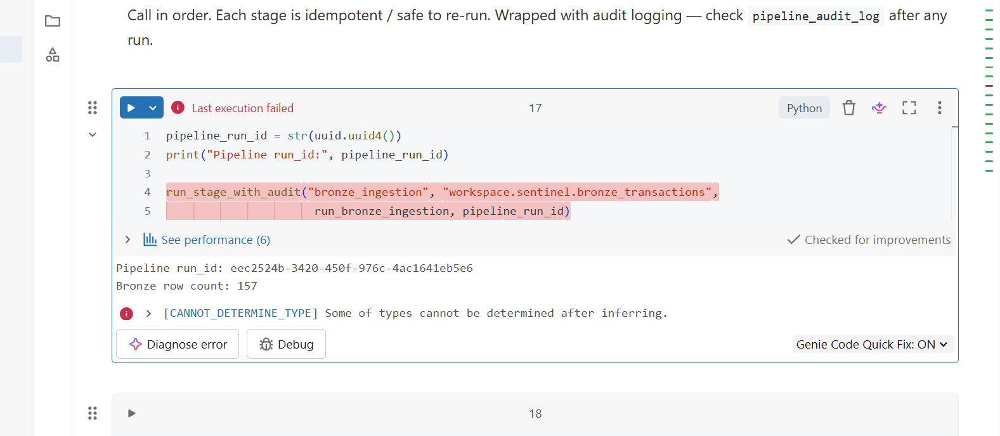 Call in order. Each stage is idempotent / safe to re-run. Wrapped with audit logging — check pipeline_audit_log after any
run.
Last execution failed
17
Python
1 pipeline_run_id = str(uuid.uuid4())
2 print("Pipeline run_id:", pipeline_run_id)
3
4 run_stage_with_audit("bronze_ingestion", "workspace.sentinel.bronze_transactions",
5 run_bronze_ingestion, pipeline_run_id)
See performance (6)
Checked for improvements
Pipeline run_id: eec2524b-3420-450f-976c-4ac1641eb5e6
Bronze row count: 157
[CANNOT_DETERMINE_TYPE] Some of types cannot be determined after inferring.
Diagnose error
Debug
Genie Code Quick Fix: ON
18